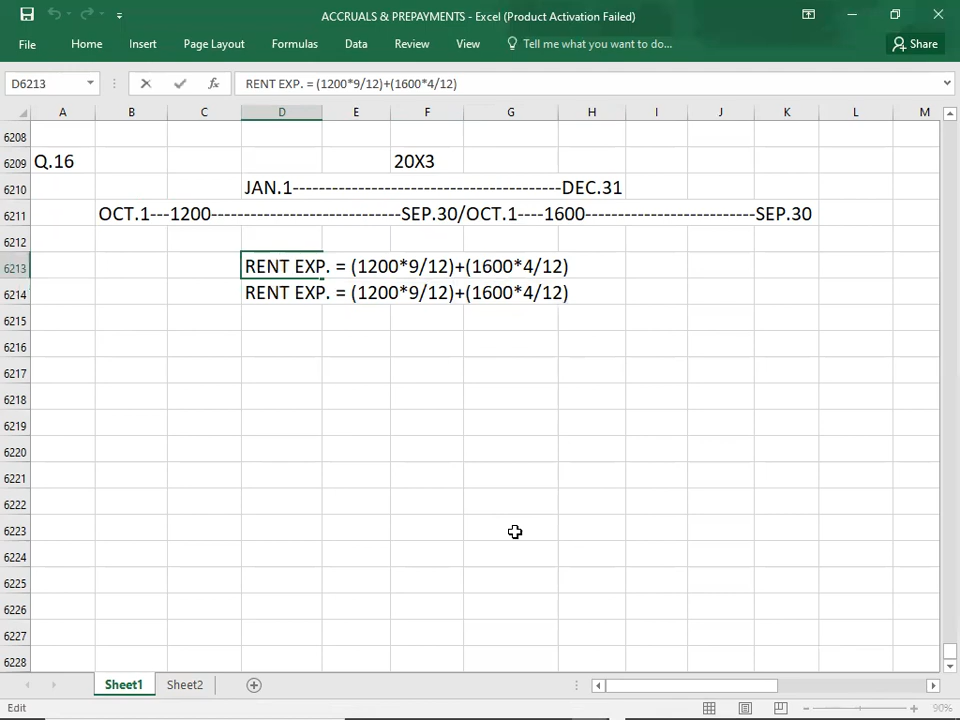 ACCRUALS & PREPAYMENTS - Excel (Product Activation Failed)
File Home Insert Page Layout Formulas Data Review View Tell me what you want to do... Share
D6213 fx RENT EXP. = (1200*9/12)+(1600*4/12)
A B C D E F G H I J K L M
6208
6209 Q.16 20X3
6210 JAN.1-----------------------------------------DEC.31
6211 OCT.1---1200-----------------------------SEP.30/OCT.1----1600--------------------------SEP.30
6212
6213 RENT EXP. = (1200*9/12)+(1600*4/12)
6214 RENT EXP. = (1200*9/12)+(1600*4/12)
6215
6216
6217
6218
6219
6220
6221
6222
6223
6224
6225
6226
6227
6228
Sheet1 Sheet2
Edit 90%